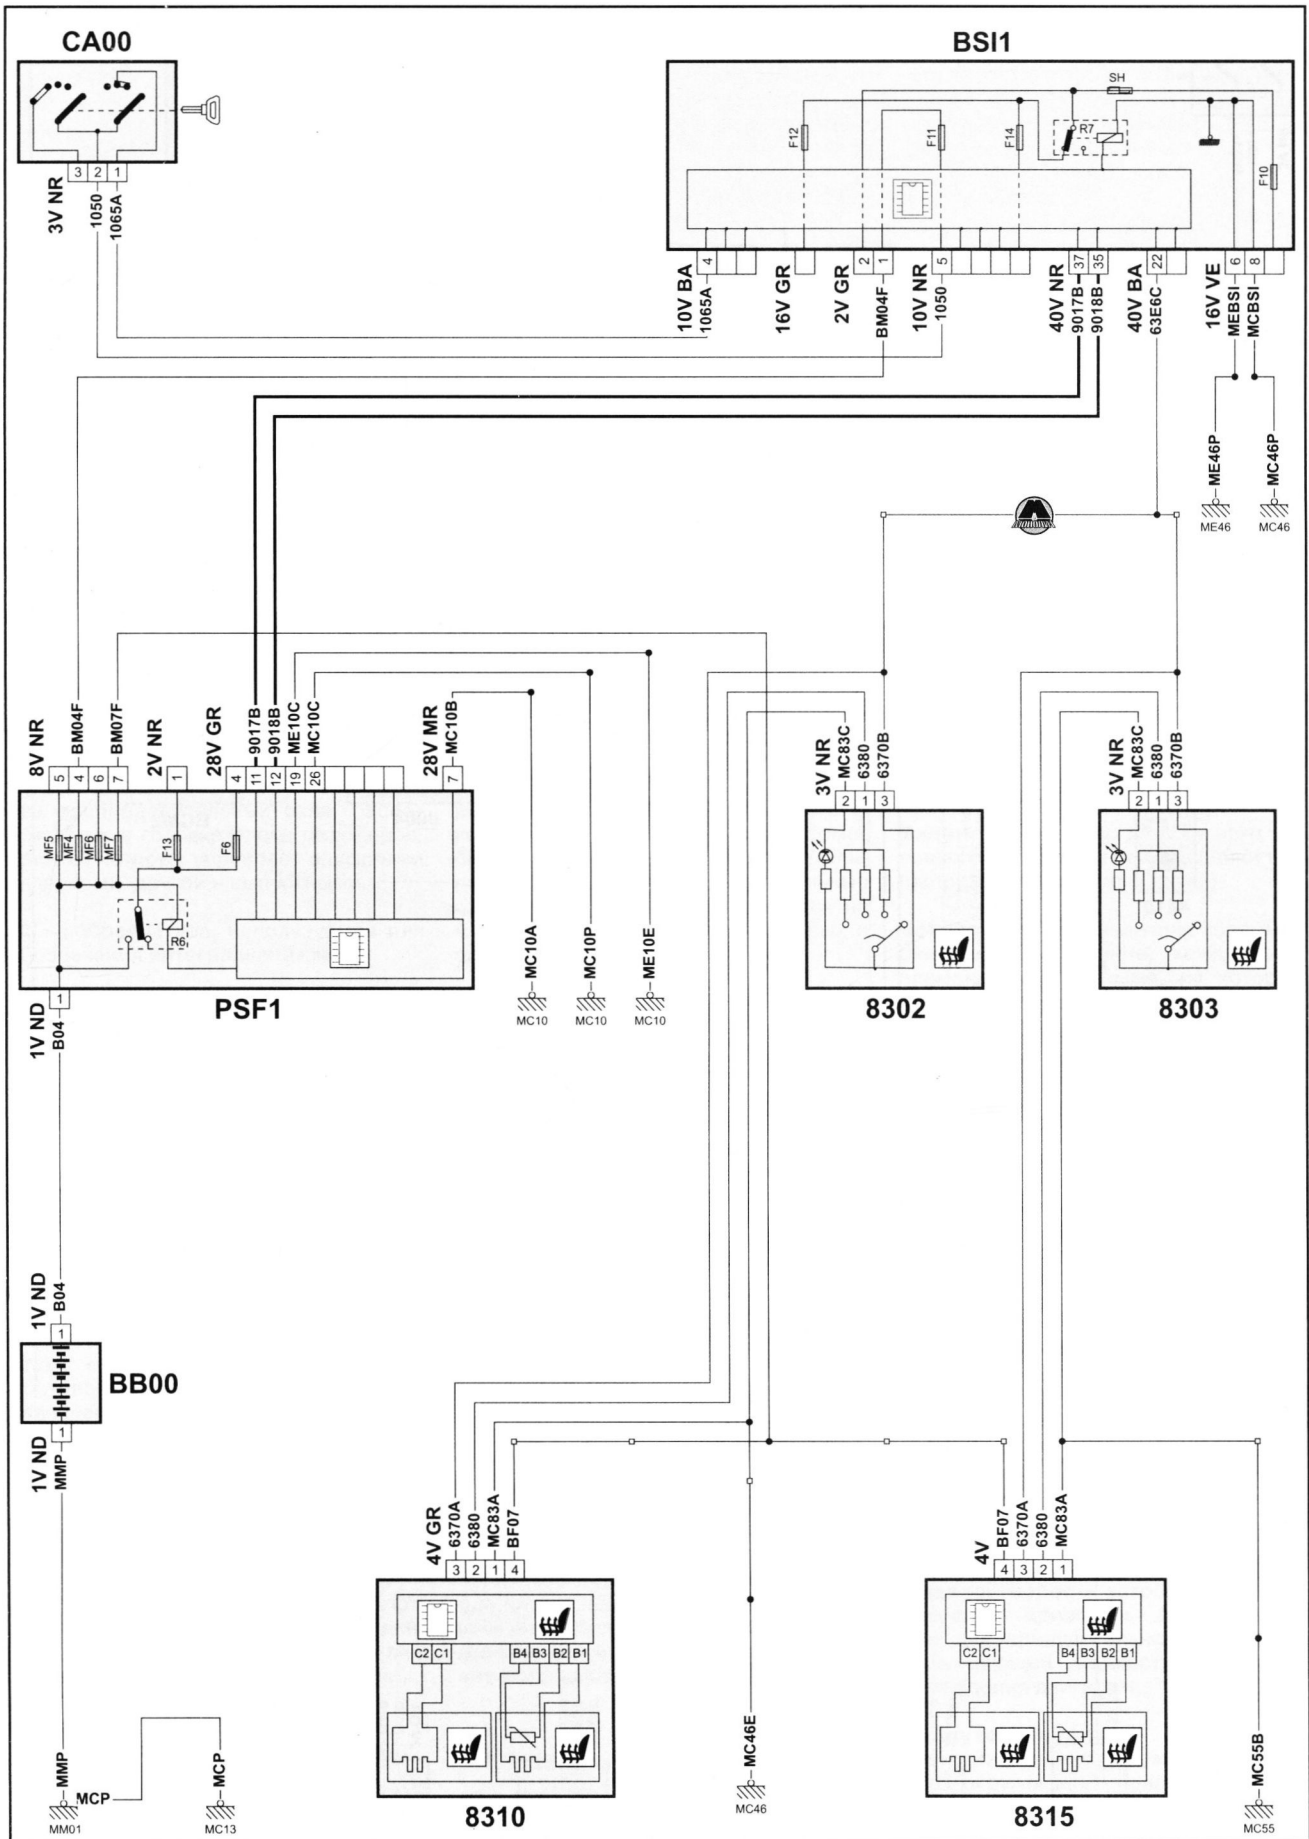 CA00
BSI1
SH
R7
F12
F11
F14
F10
3 2 1
3V NR
1050
1065A
4
2 1
5
37 35
22
6 8
10V BA
1065A
16V GR
2V GR
BM04F
10V NR
1050
40V NR
9017B
9018B
40V BA
63E6C
16V VE
MEBSI
MCBSI
ME46P
MC46P
ME46
MC46
8V NR
BM04F
BM07F
2V NR
28V GR
9017B
9018B
ME10C
MC10C
28V MR
MC10B
5 4 6 7
1
4 11 12 19 26
7
MF5
MF4
MF6
MF7
F13
F6
R6
PSF1
1
1V ND
B04
MC10A
MC10P
ME10E
MC10
MC10
MC10
3V NR
MC83C
6380
6370B
2 1 3
8302
3V NR
MC83C
6380
6370B
2 1 3
8303
1V ND
B04
1
BB00
1
1V ND
MMP
MMP
MCP
MCP
MM01
MC13
4V GR
6370A
6380
MC83A
BF07
3 2 1 4
C2 C1
B4 B3 B2 B1
8310
MC46E
MC46
4V
BF07
6370A
6380
MC83A
4 3 2 1
C2 C1
B4 B3 B2 B1
8315
MC55B
MC55